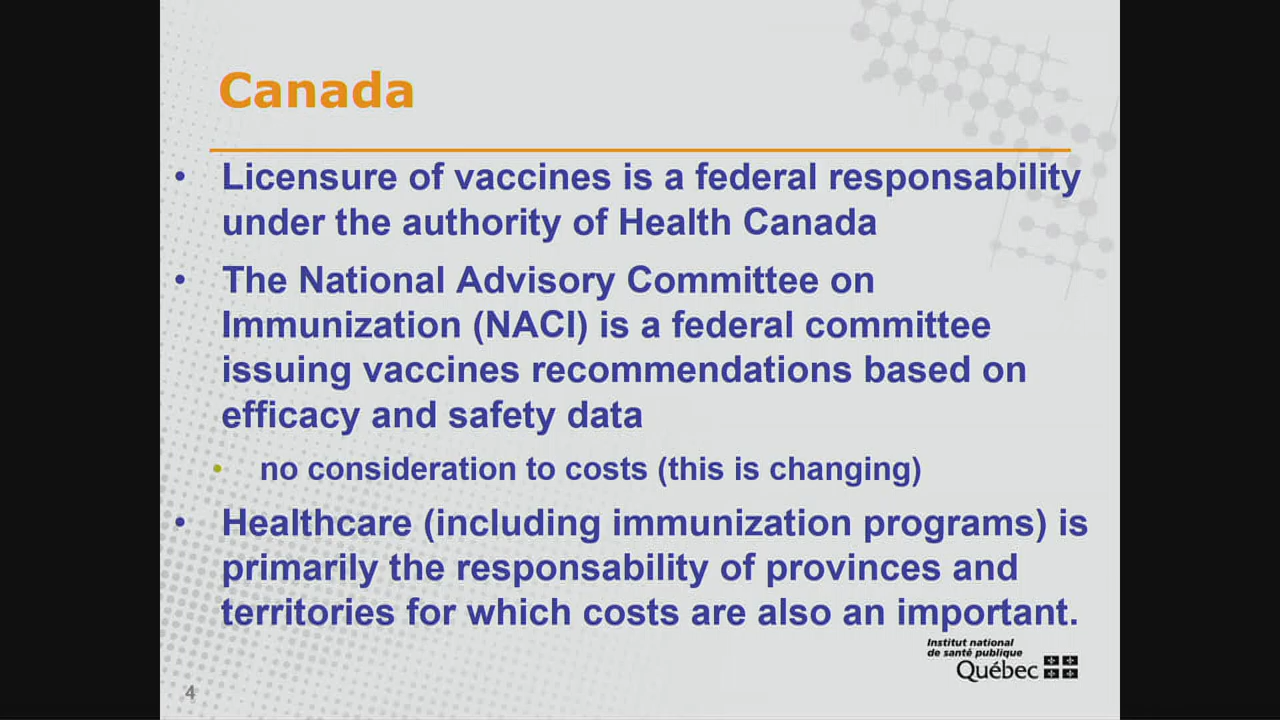 Canada
• Licensure of vaccines is a federal responsability
under the authority of Health Canada
• The National Advisory Committee on
Immunization (NACI) is a federal committee
issuing vaccines recommendations based on
efficacy and safety data
• no consideration to costs (this is changing)
• Healthcare (including immunization programs) is
primarily the responsability of provinces and
territories for which costs are also an important.
Institut national
de santé publique
Québec
4